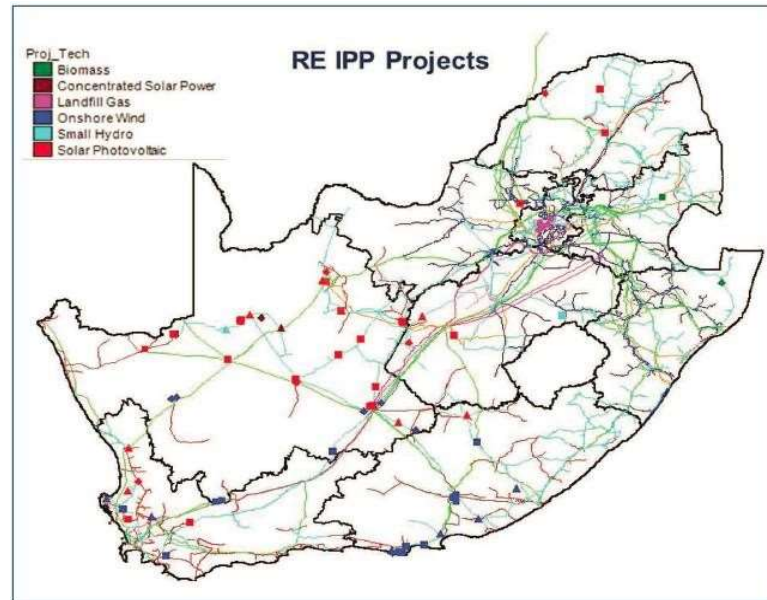 RE IPP Projects
Proj_Tech
Biomass
Concentrated Solar Power
Landfill Gas
Onshore Wind
Small Hydro
Solar Photovoltaic